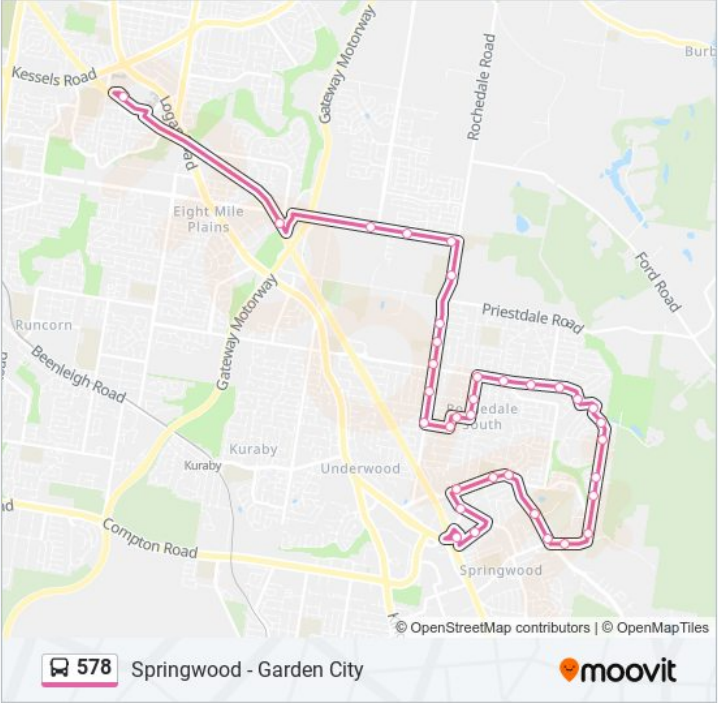 Kessels Road
Logan Road
Gateway Motorway
Rochedale Road
Burb
Eight Mile
Plains
Ford Road
Priestdale Road
Gateway Motorway
Runcorn
Beenleigh Road
Rochedale
South
Kuraby
Kuraby
Underwood
Compton Road
Springwood
© OpenStreetMap contributors | © OpenMapTiles
578 Springwood - Garden City
moovit